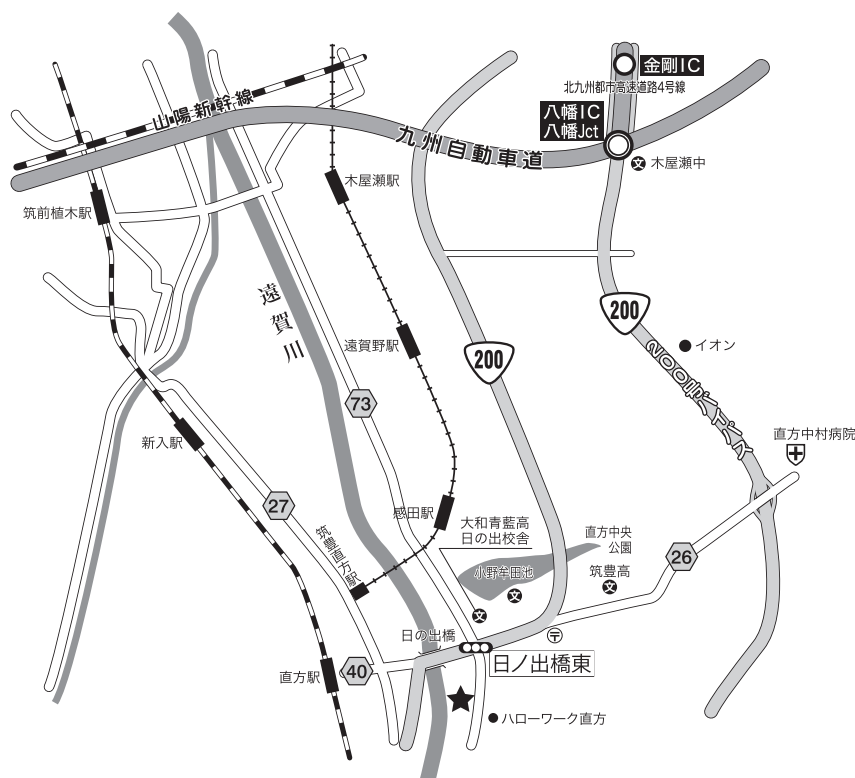 金剛IC
北九州都市高速道路4号線
八幡IC
八幡Jct
山陽新幹線
九州自動車道
木屋瀬中
木屋瀬駅
筑前植木駅
遠賀川
200
200
遠賀野駅
イオン
200号バイパス
73
直方中村病院
新入駅
27
感田駅
大和青藍高
日の出校舎
直方中央
公園
26
筑豊直方駅
小野牟田池
筑豊高
文
文
文
文
〒
日の出橋
日ノ出橋東
40
直方駅
ハローワーク直方